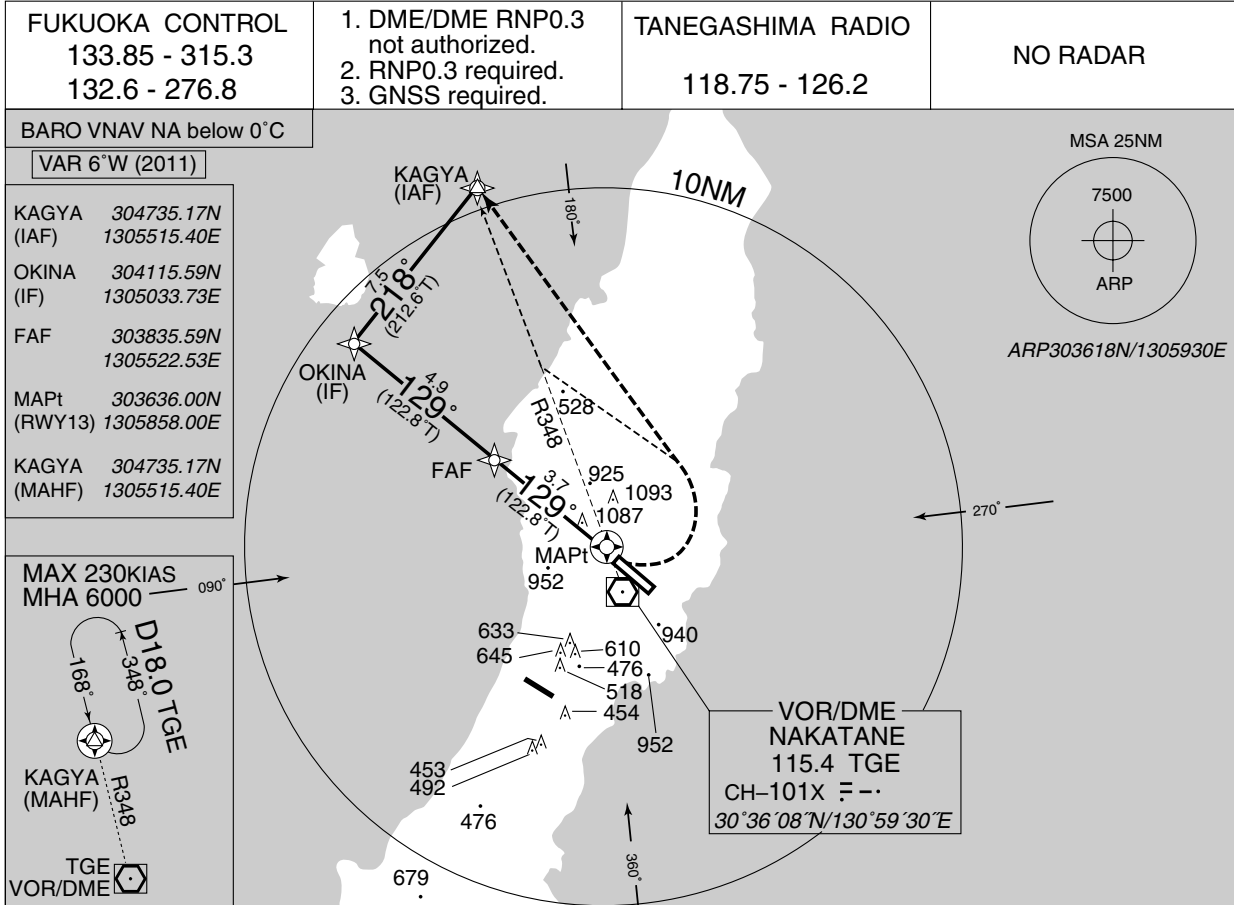 FUKUOKA CONTROL
133.85 - 315.3
132.6 - 276.8
1. DME/DME RNP0.3
not authorized.
2. RNP0.3 required.
3. GNSS required.
TANEGASHIMA RADIO
118.75 - 126.2
NO RADAR
BARO VNAV NA below 0˚C
VAR 6˚W (2011)
KAGYA 304735.17N
(IAF) 1305515.40E
OKINA 304115.59N
(IF) 1305033.73E
FAF 303835.59N
1305522.53E
MAPt 303636.00N
(RWY13) 1305858.00E
KAGYA 304735.17N
(MAHF) 1305515.40E
KAGYA
(IAF)
180˚
10NM
MSA 25NM
7500
ARP
ARP303618N/1305930E
7.5
218˚
(212.6˚T)
OKINA
(IF)
4.9
129˚
(122.8˚T)
R348
528
FAF
3.7
129˚
(122.8˚T)
925
1093
1087
MAPt
952
270˚
090˚
940
633
645
610
476
518
454
952
453
492
476
679
360˚
VOR/DME
NAKATANE
115.4 TGE
CH–101X
30˚36´08˝N/130˚59´30˝E
MAX 230KIAS
MHA 6000
D18.0 TGE
168˚
348˚
KAGYA
(MAHF)
R348
TGE
VOR/DME